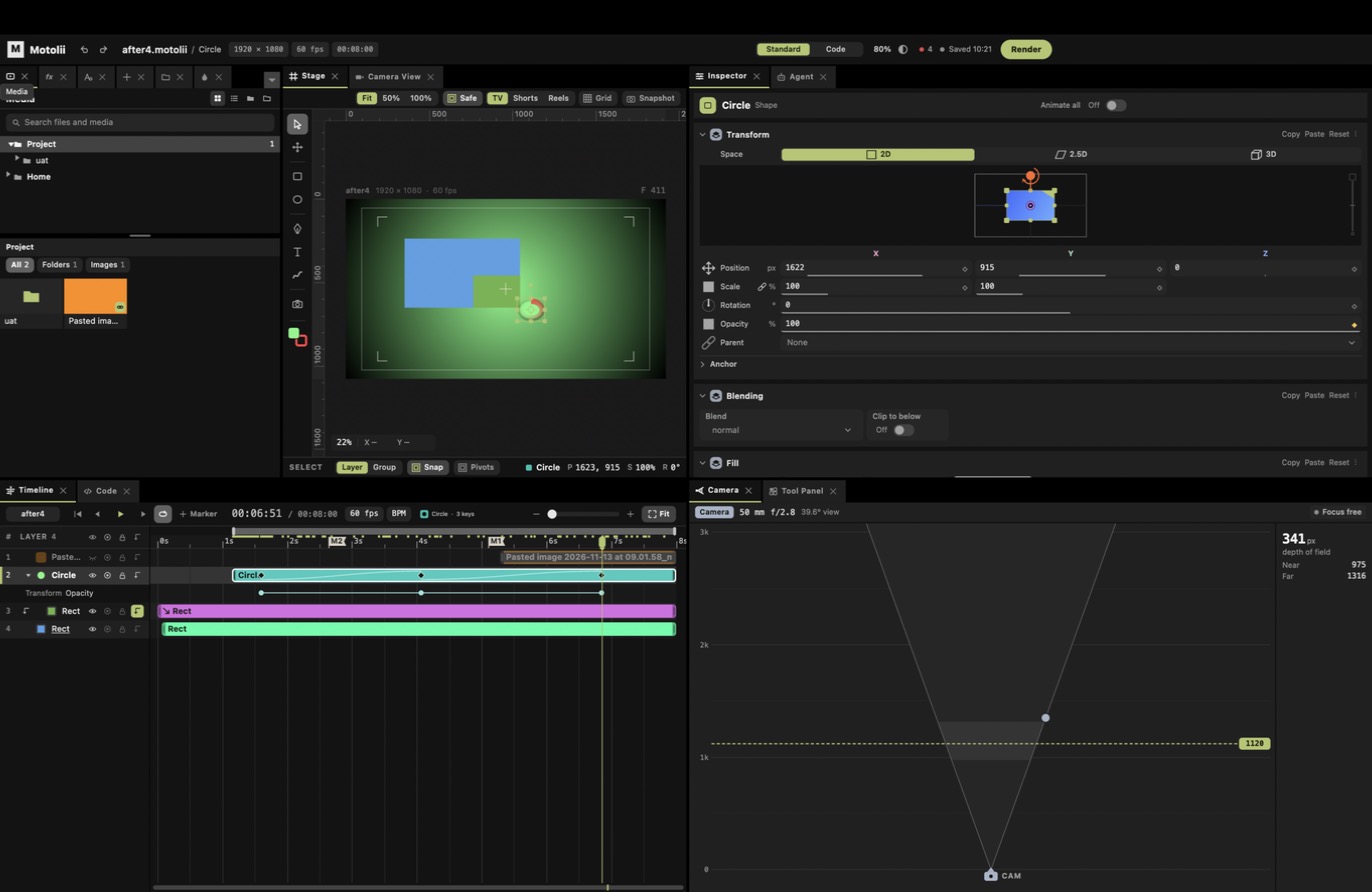 M Motolii after4.motolii / Circle 1920 × 1080 60 fps 00:08:00 Standard Code 80% 4 Saved 10:21 Render
fx
Media
Search files and media
Project 1
uat
Home
Project
All 2 Folders 1 Images 1
uat Pasted ima...
Stage Camera View
Fit 50% 100% Safe TV Shorts Reels Grid Snapshot
0 500 1000 1500 2
0
500
1000
1500
after4 1920 × 1080 · 60 fps F 411
T
22% X — Y —
SELECT Layer Group Snap Pivots Circle P 1623, 915 S 100% R 0°
Inspector Agent
Circle Shape Animate all Off
Transform Copy Paste Reset
Space 2D 2.5D 3D
X Y Z
Position px 1622 915 0
Scale % 100 100
Rotation ° 0
Opacity % 100
Parent None
Anchor
Blending Copy Paste Reset
Blend Clip to below
normal Off
Fill Copy Paste Reset
Timeline Code
after4 + Marker 00:06:51 / 00:08:00 60 fps BPM Circle · 3 keys Fit
# LAYER 4
0s 1s 2s M2 3s 4s M1 6s 7s 8s
1 Paste... Pasted image 2026-11-13 at 09.01.58_n
2 Circle Circl
Transform Opacity
3 Rect Rect
4 Rect Rect
Camera Tool Panel
Camera 50 mm f/2.8 39.6° view Focus free
3k
2k
1k
0
1120
CAM
341 px
depth of field
Near 975
Far 1316